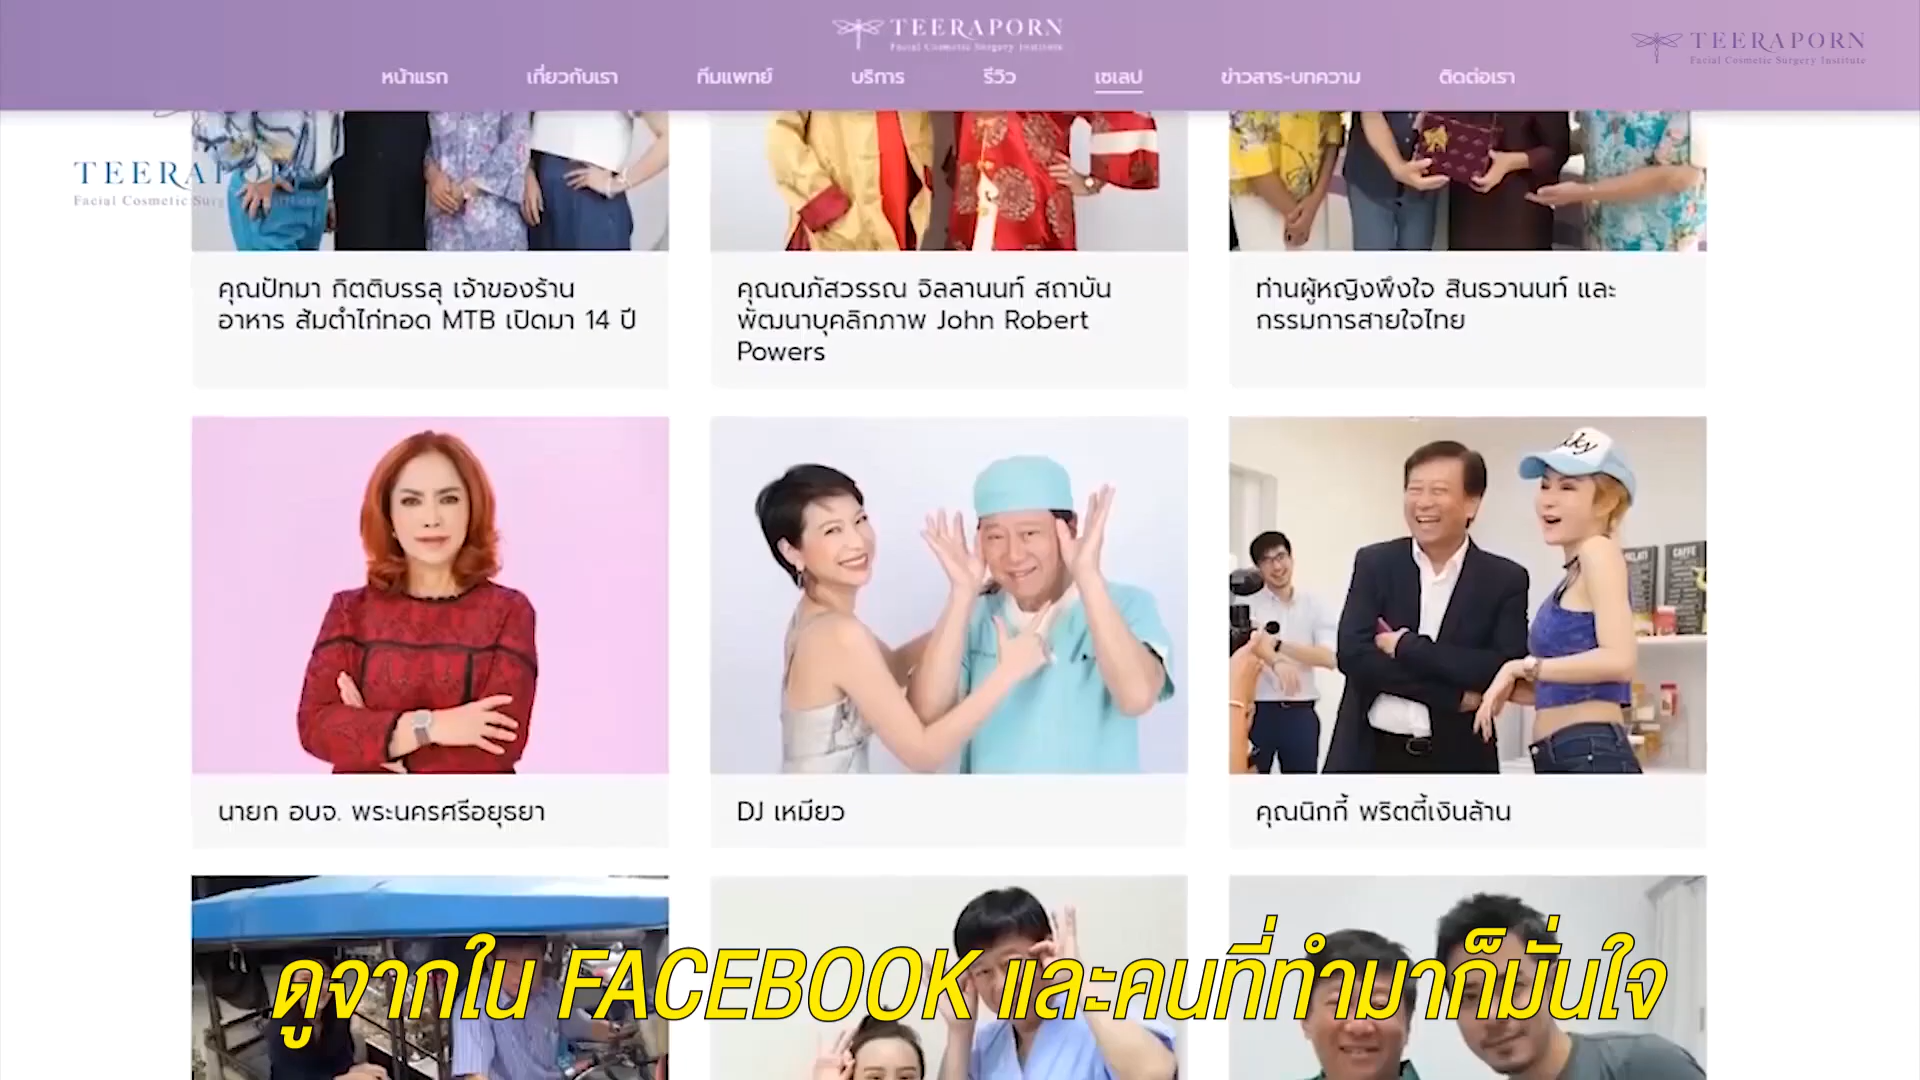 TEERAPORN
Facial Cosmetic Surgery Institute
TEERAPORN
Facial Cosmetic Surgery Institute
หน้าแรก
เกี่ยวกับเรา
ทีมแพทย์
บริการ
รีวิว
เซเลป
ข่าวสาร-บทความ
ติดต่อเรา
TEERAPORN
Facial Cosmetic Surgery Institute
คุณปัทมา กิตติบรรลุ เจ้าของร้าน
อาหาร ส้มตำไก่ทอด MTB เปิดมา 14 ปี
คุณณภัสวรรณ จิลลานนท์ สถาบัน
พัฒนาบุคลิกภาพ John Robert
Powers
ท่านผู้หญิงพึงใจ สินธวานนท์ และ
กรรมการสายใจไทย
CAFFE
นายก อบจ. พระนครศรีอยุธยา
DJ เหมียว
คุณนิกกี้ พริตตี้เงินล้าน
ดูจากใน FACEBOOK และคนที่ทำมาก็มั่นใจ